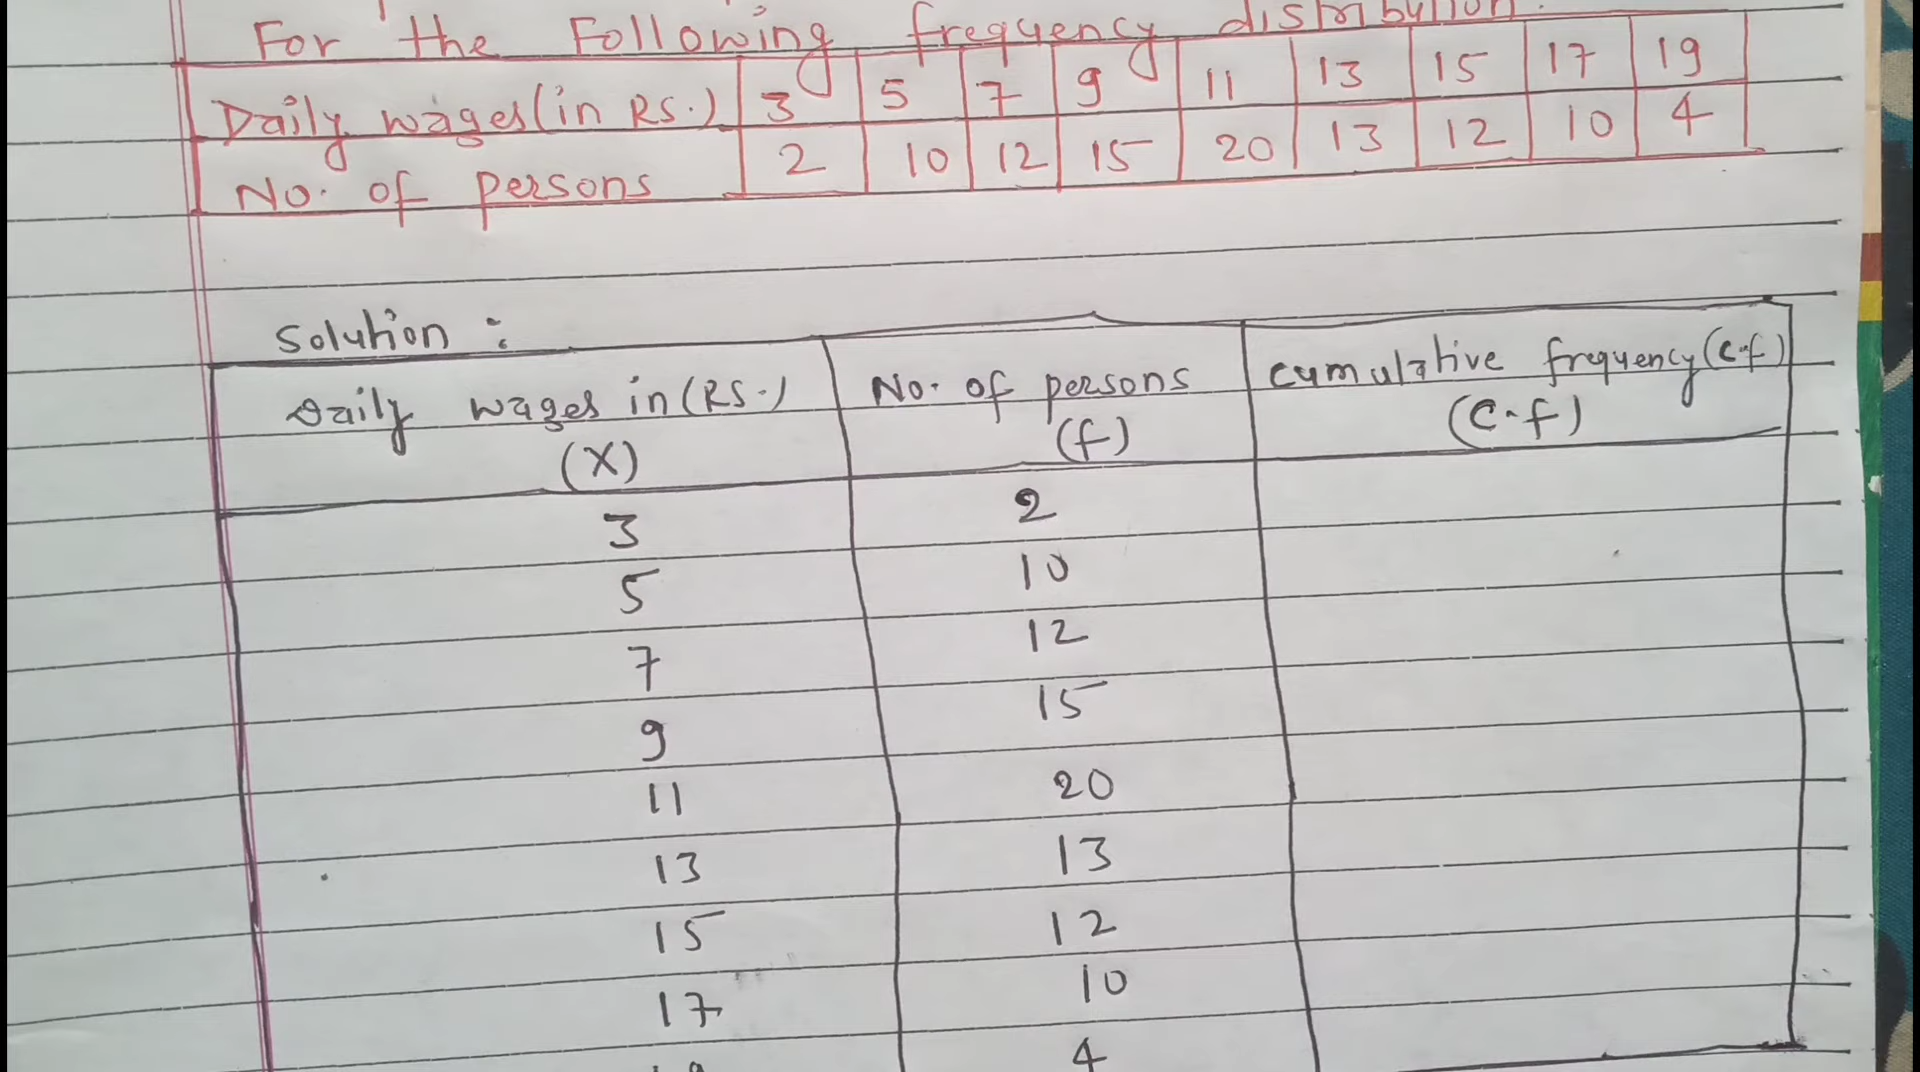 For the Following frequency distribution.
Daily wages (in RS.) 3 5 7 9 11 13 15 17 19
No. of persons 2 10 12 15 20 13 12 10 4
Solution :
Daily wages in (RS.) No. of persons cumulative frequency (c.f)
(X) (f) (C.f)
3 2
5 10
7 12
9 15
11 20
13 13
15 12
17 10
19 4